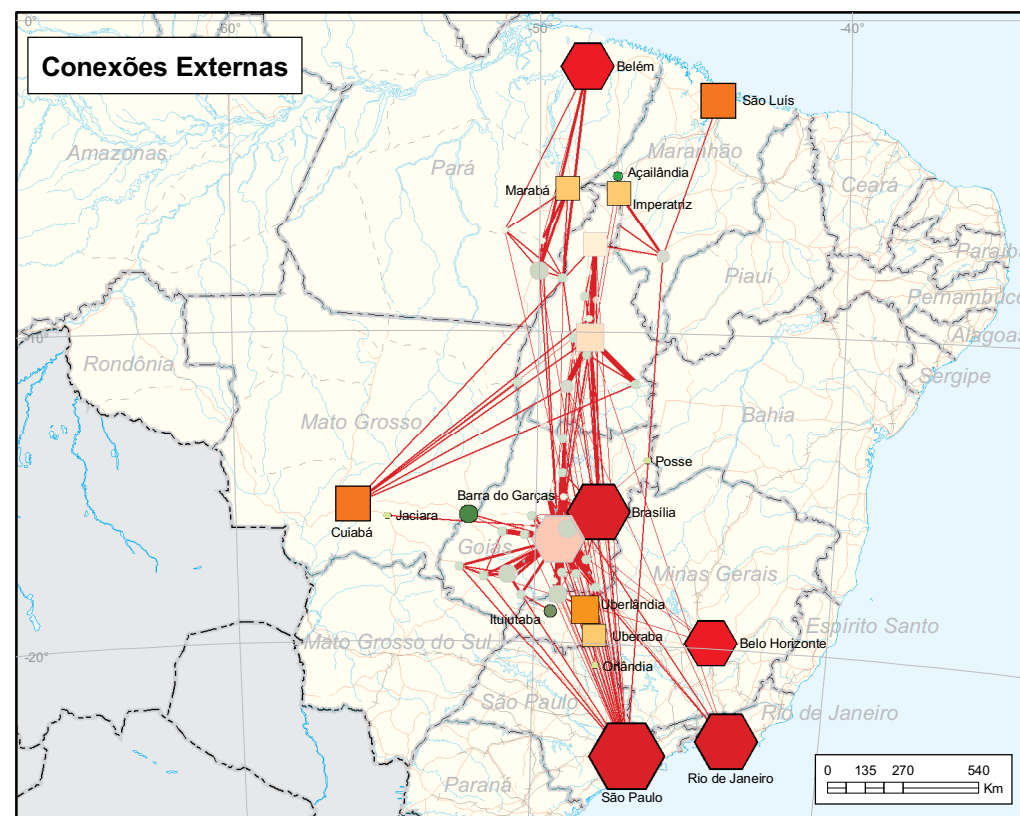 0°
-60°
-50°
-40°
Conexões Externas
Belém
São Luís
Amazonas
Pará
Maranhão
Açailândia
Ceará
Marabá
Imperatriz
Paraíba
Piauí
Pernambuco
-10°
Alagoas
Rondônia
Sergipe
Mato Grosso
Bahia
Posse
Barra do Garças
Jaciara
Brasília
Cuiabá
Goiás
Minas Gerais
Uberlândia
Ituiutaba
Espírito Santo
Mato Grosso do Sul
Uberaba
Belo Horizonte
-20°
Orlândia
São Paulo
Rio de Janeiro
Rio de Janeiro
Paraná
São Paulo
0 135 270 540
Km